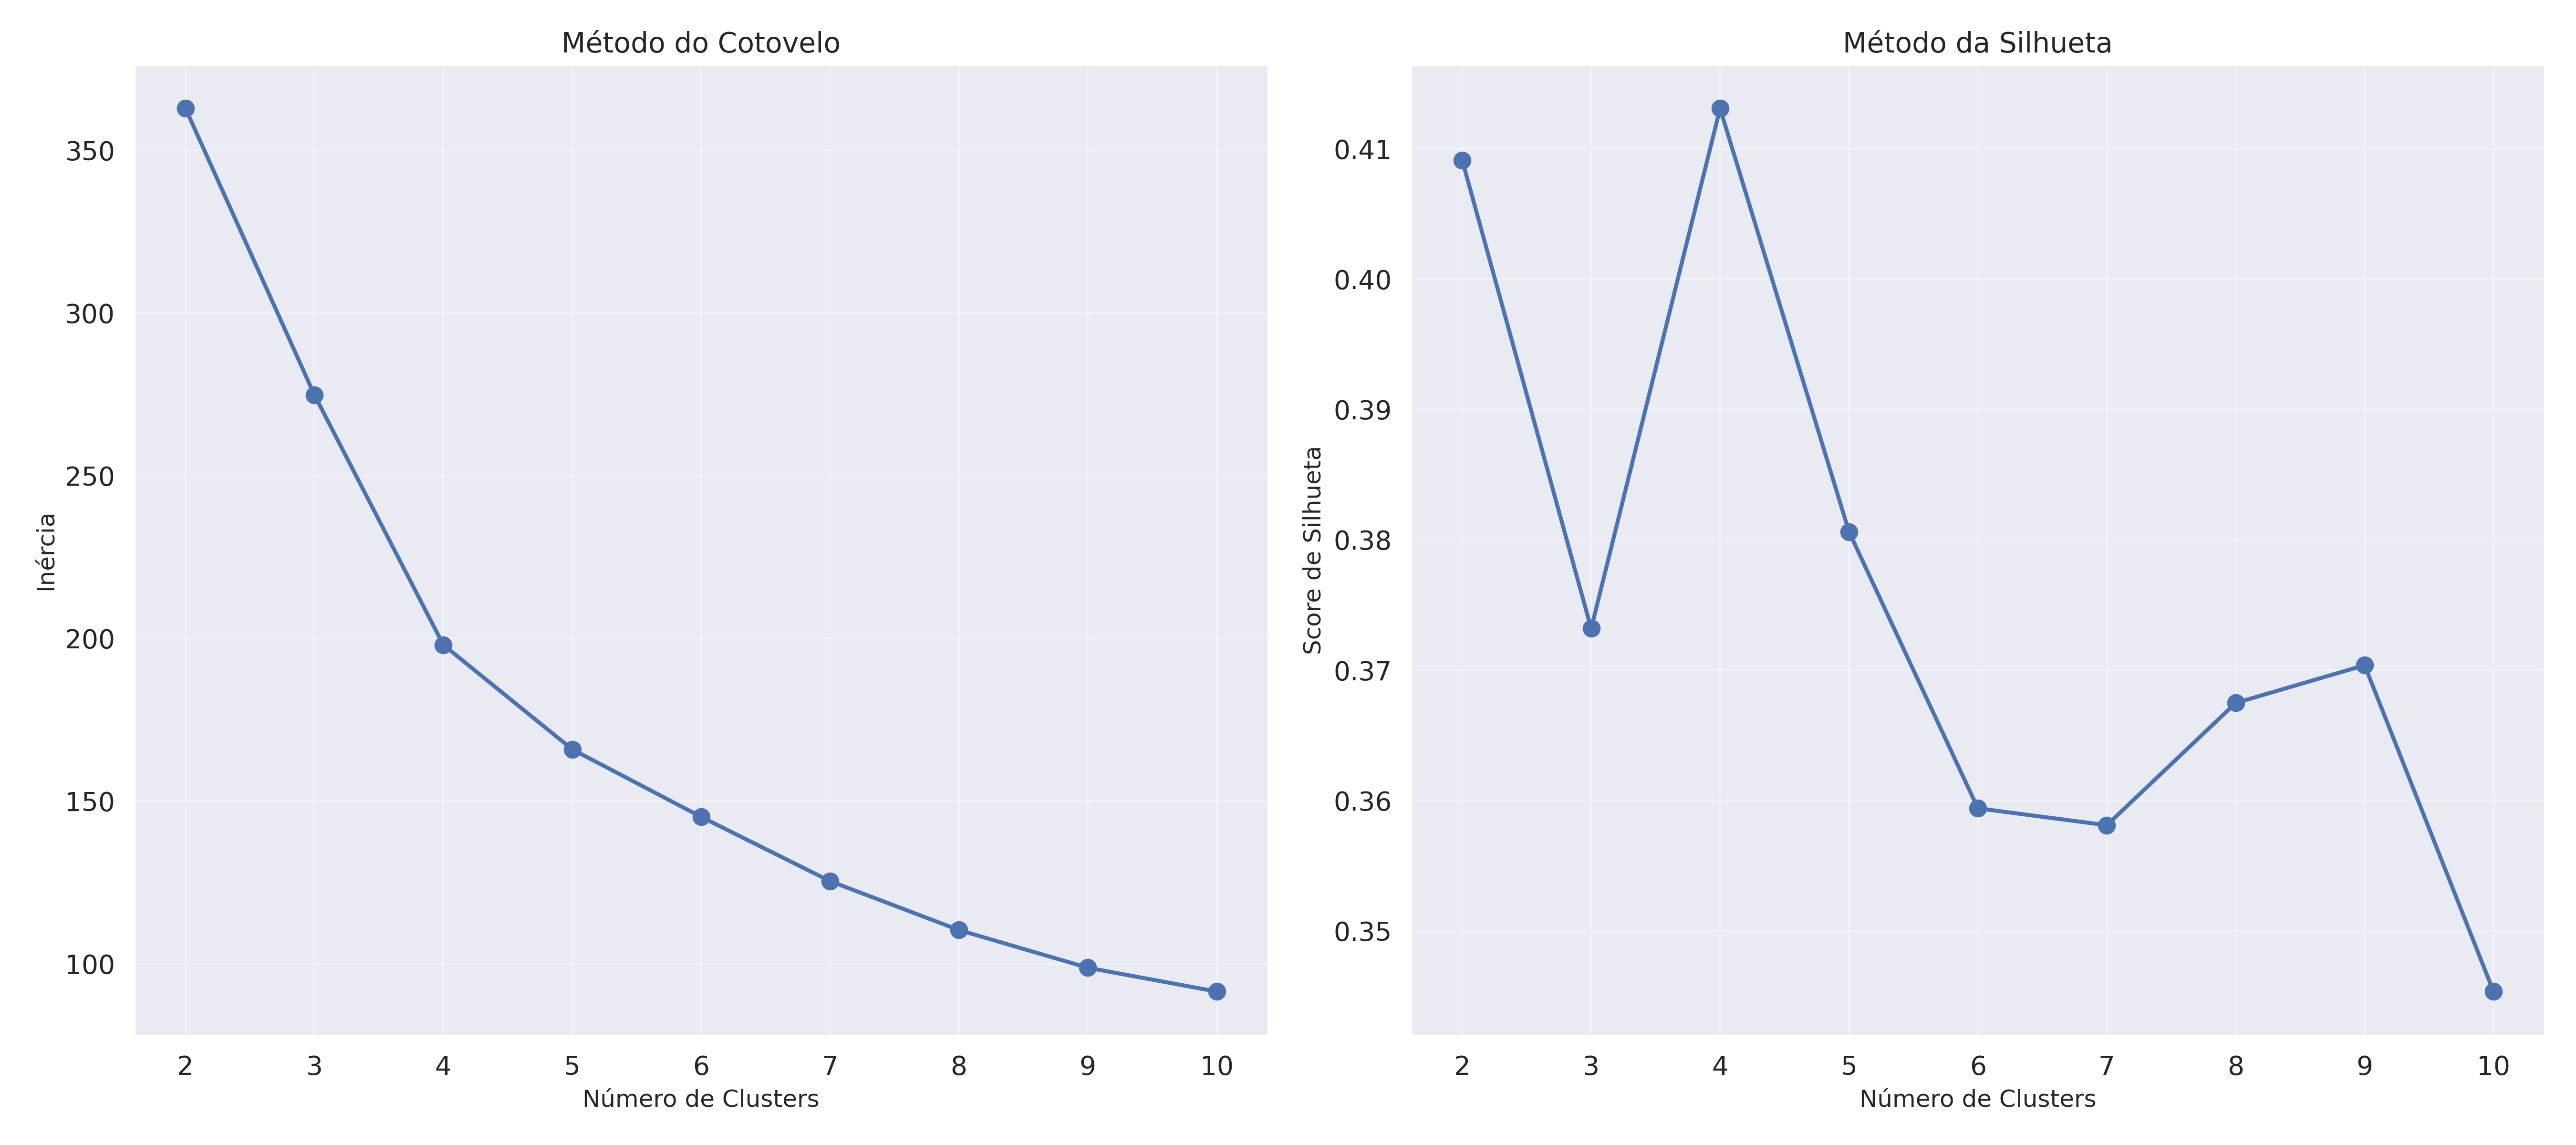 Método do Cotovelo
350
300
250
200
150
100
Inércia
2 3 4 5 6 7 8 9 10
Número de Clusters
Método da Silhueta
0.41
0.40
0.39
0.38
0.37
0.36
0.35
Score de Silhueta
2 3 4 5 6 7 8 9 10
Número de Clusters